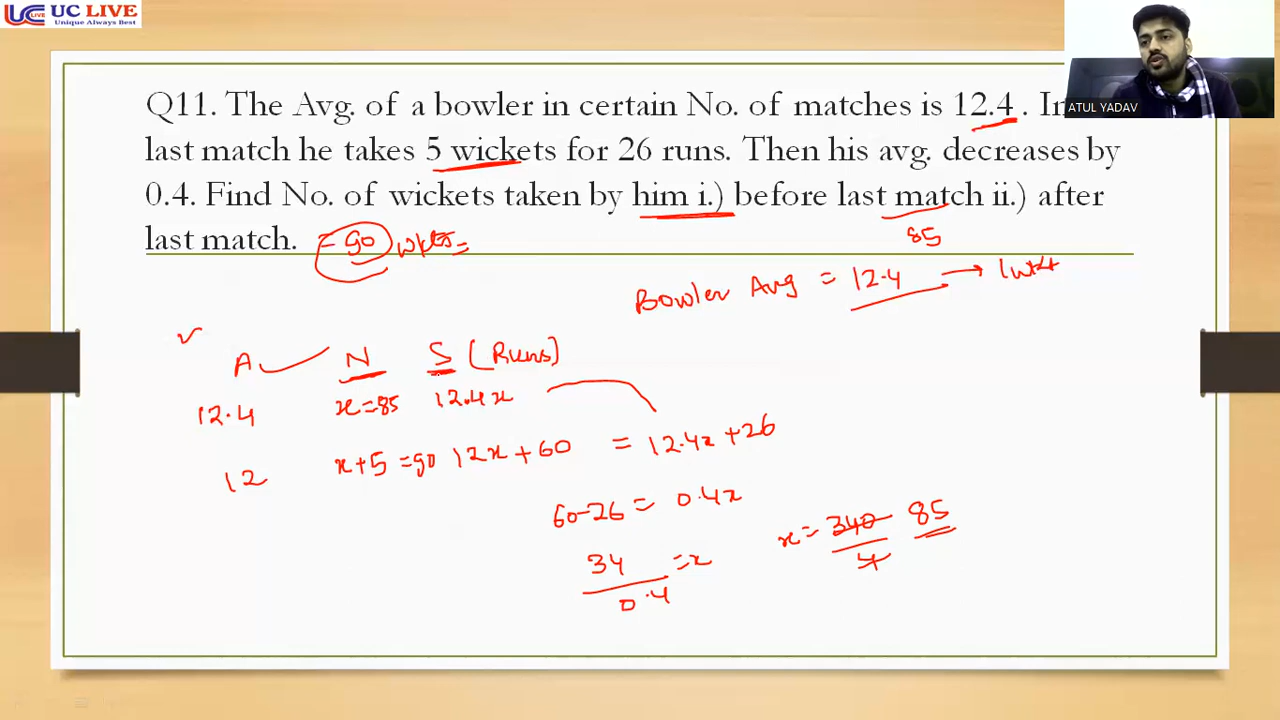 UC LIVE
Unique Always Best
ATUL YADAV
Q11. The Avg. of a bowler in certain No. of matches is 12.4 . In
last match he takes 5 wickets for 26 runs. Then his avg. decreases by
0.4. Find No. of wickets taken by him i.) before last match ii.) after
last match. = 90 wkts=
85
Bowler Avg = 12.4 → 1wkt
A N S (Runs)
12.4 x=85 12.4x
12 x+5 =90 12x+60 = 12.4x+26
60-26= 0.4x
34/0.4 =x x= 340/4 85